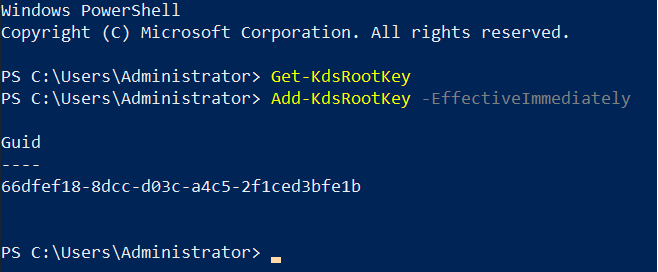 Windows PowerShell
Copyright (C) Microsoft Corporation. All rights reserved.
PS C:\Users\Administrator> Get-KdsRootKey
PS C:\Users\Administrator> Add-KdsRootKey -EffectiveImmediately
Guid
----
66dfef18-8dcc-d03c-a4c5-2f1ced3bfe1b
PS C:\Users\Administrator>